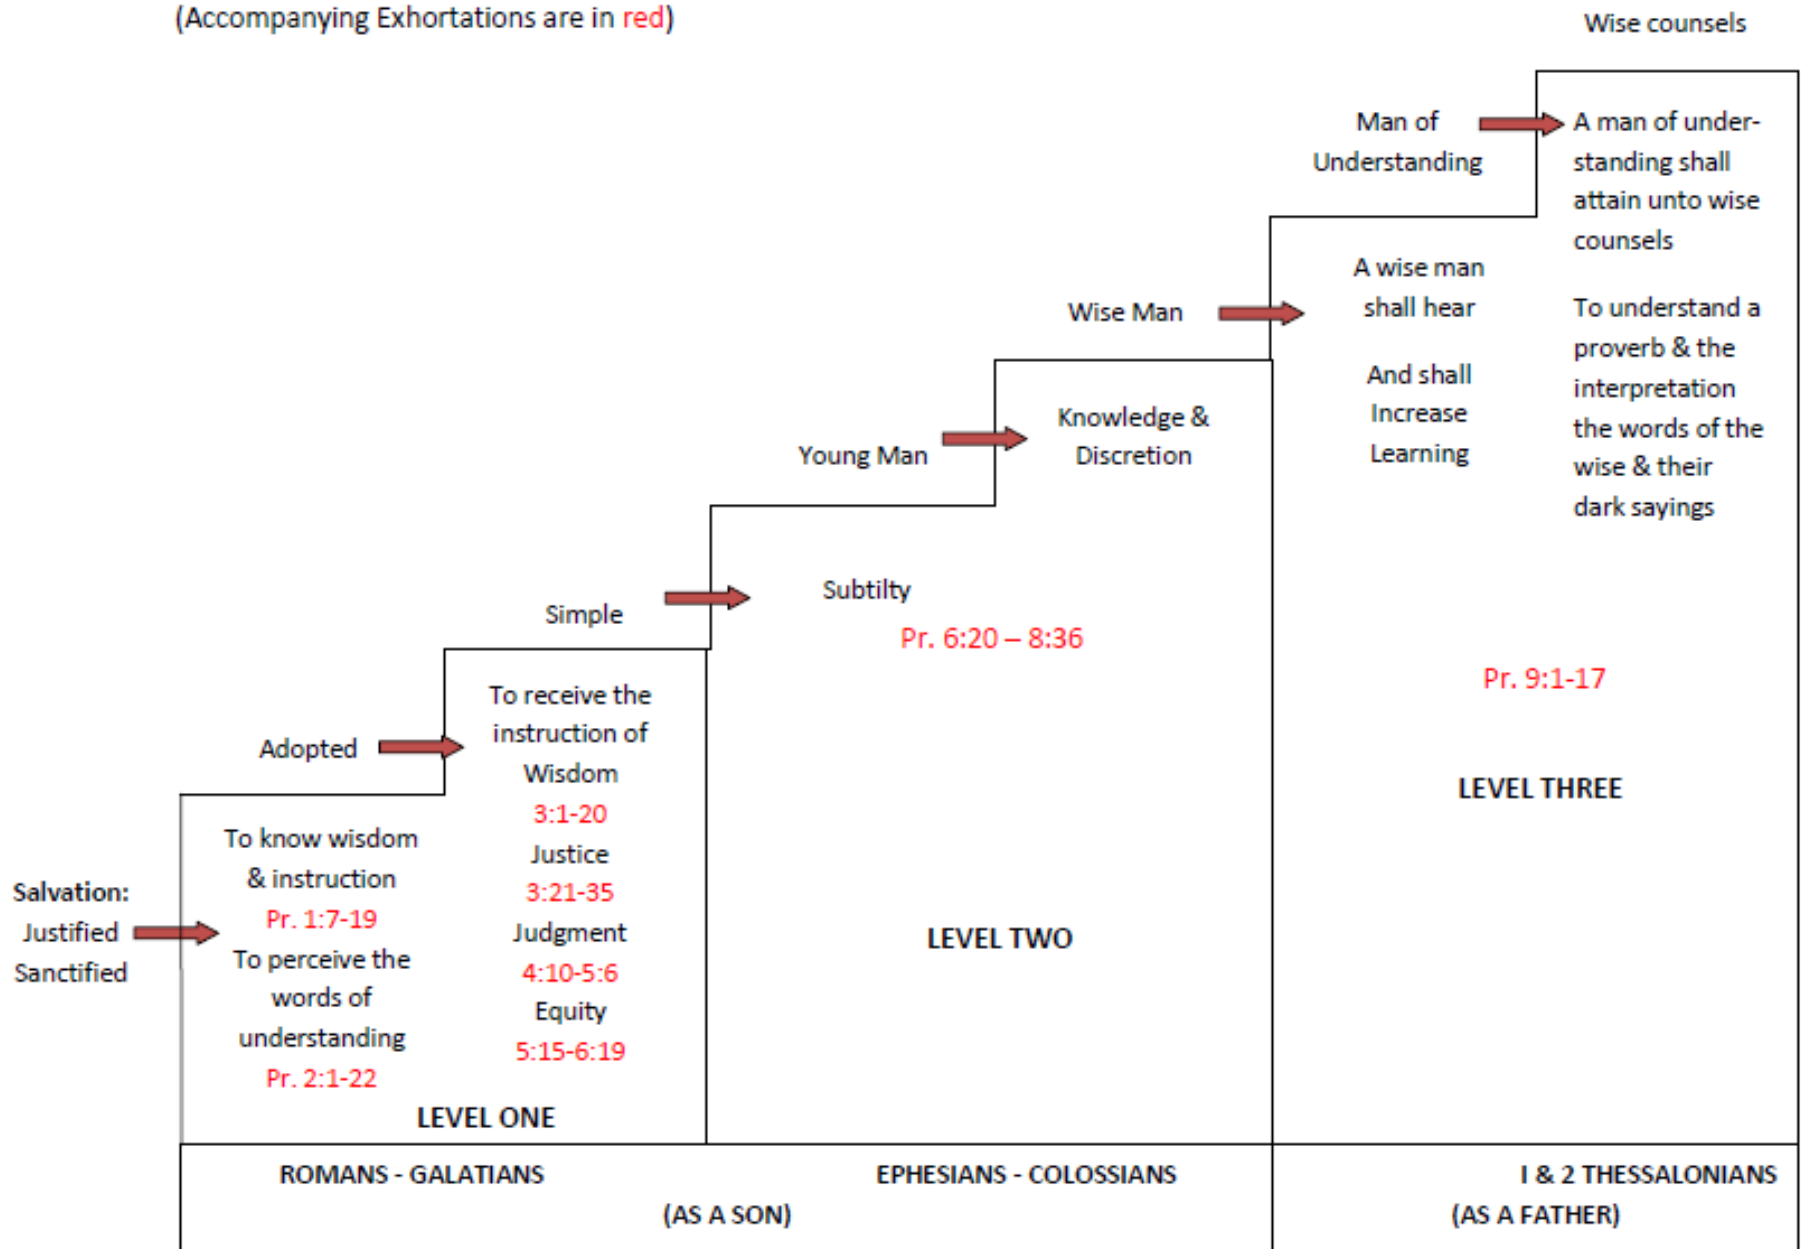 (Accompanying Exhortations are in red)
Wise counsels
Man of
Understanding
A man of under-
standing shall
attain unto wise
counsels
To understand a
proverb & the
interpretation
the words of the
wise & their
dark sayings
Wise Man
A wise man
shall hear
And shall
Increase
Learning
Pr. 9:1-17
LEVEL THREE
Young Man
Knowledge &
Discretion
Simple
Subtilty
Pr. 6:20 – 8:36
LEVEL TWO
Adopted
To receive the
instruction of
Wisdom
3:1-20
Justice
3:21-35
Judgment
4:10-5:6
Equity
5:15-6:19
Salvation:
Justified
Sanctified
To know wisdom
& instruction
Pr. 1:7-19
To perceive the
words of
understanding
Pr. 2:1-22
LEVEL ONE
ROMANS - GALATIANS
EPHESIANS - COLOSSIANS
(AS A SON)
I & 2 THESSALONIANS
(AS A FATHER)